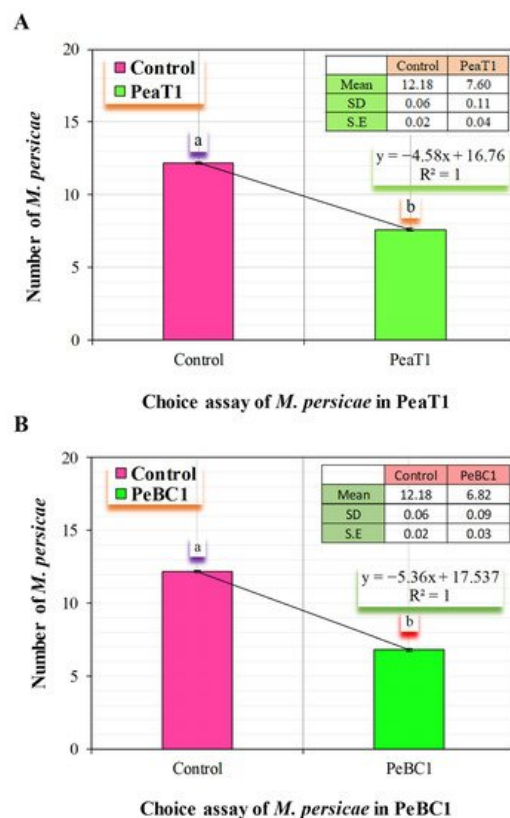 A
20
15
10
5
0
Number of M. persicae
Control
PeaT1
Control PeaT1
Mean 12.18 7.60
SD 0.06 0.11
S.E 0.02 0.04
y = −4.58x + 16.76
R² = 1
a
b
Control PeaT1
Choice assay of M. persicae in PeaT1
B
20
15
10
5
0
Number of M. persicae
Control
PeBC1
Control PeBC1
Mean 12.18 6.82
SD 0.06 0.09
S.E 0.02 0.03
y = −5.36x + 17.537
R² = 1
a
b
Control PeBC1
Choice assay of M. persicae in PeBC1